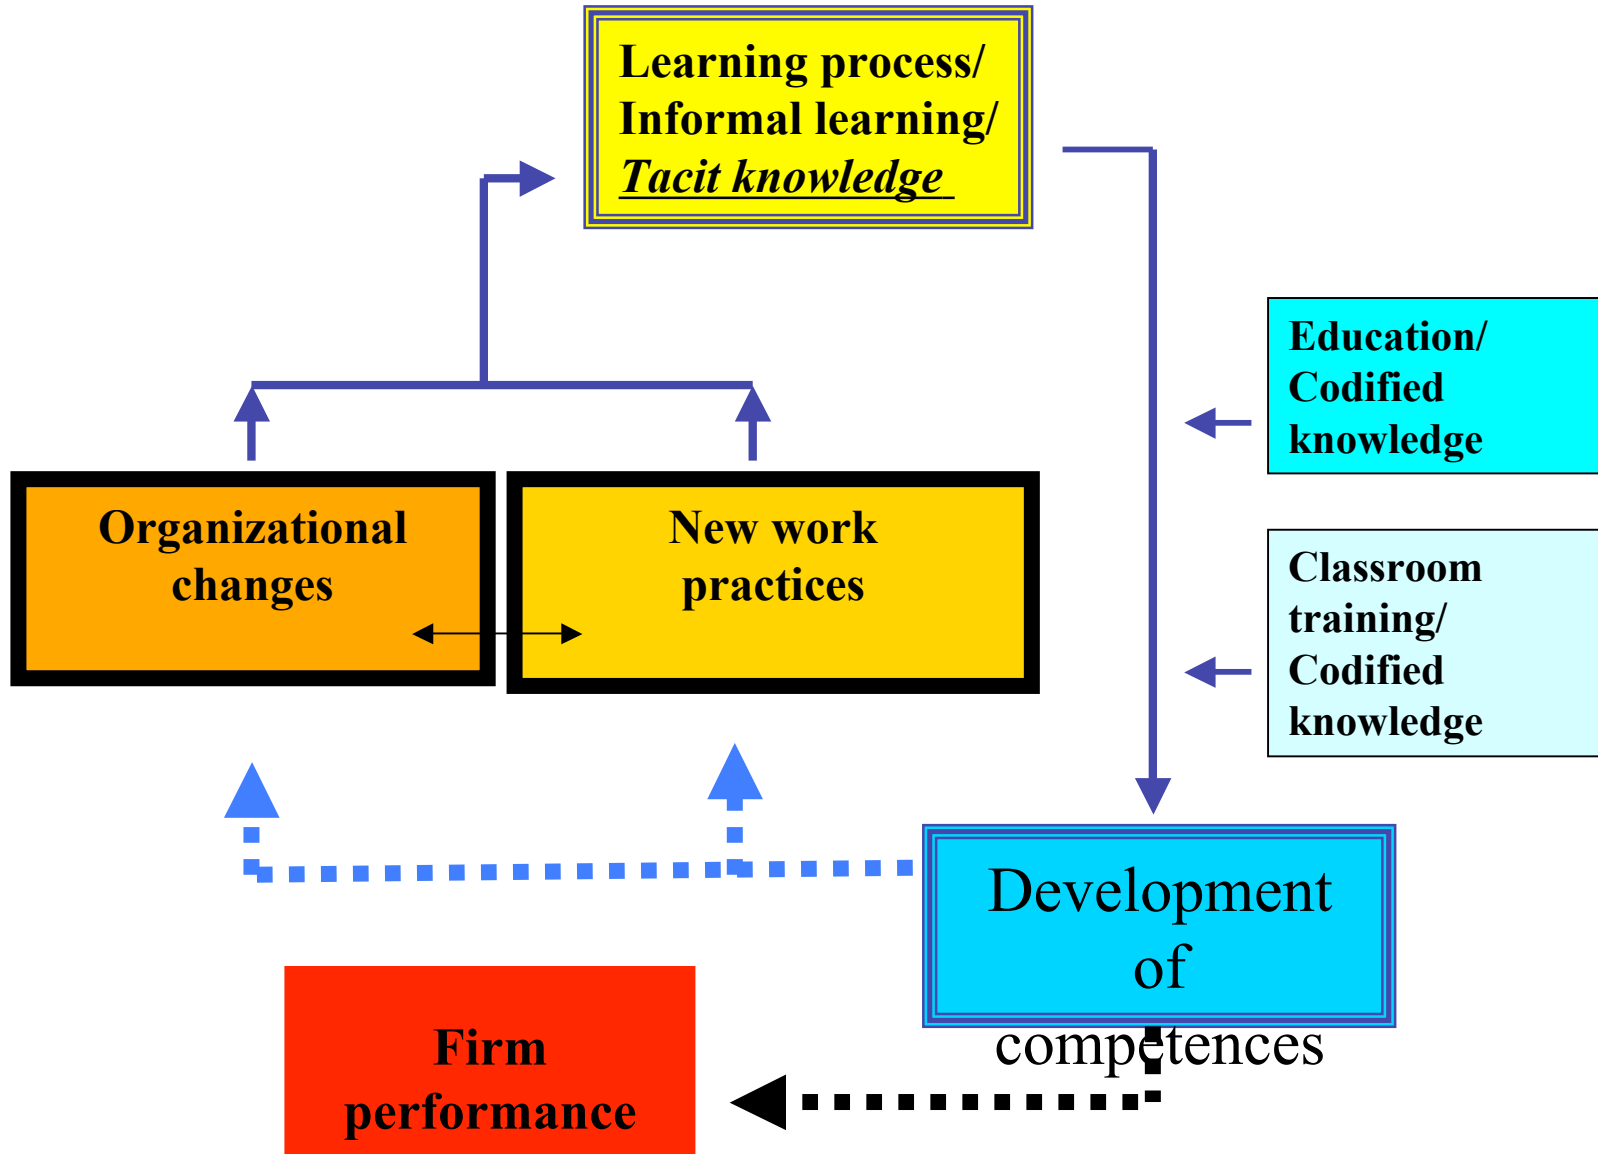 Learning process/
Informal learning/
Tacit knowledge
Education/
Codified
knowledge
Organizational
changes
New work
practices
Classroom
training/
Codified
knowledge
Development
of
competences
Firm
performance